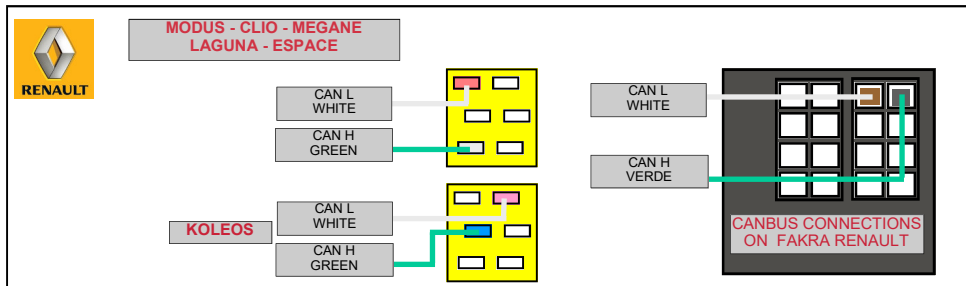 MODUS - CLIO - MEGANE
LAGUNA - ESPACE
RENAULT
CAN L
WHITE
CAN H
GREEN
CAN L
WHITE
CAN H
VERDE
KOLEOS
CAN L
WHITE
CAN H
GREEN
CANBUS CONNECTIONS
ON FAKRA RENAULT